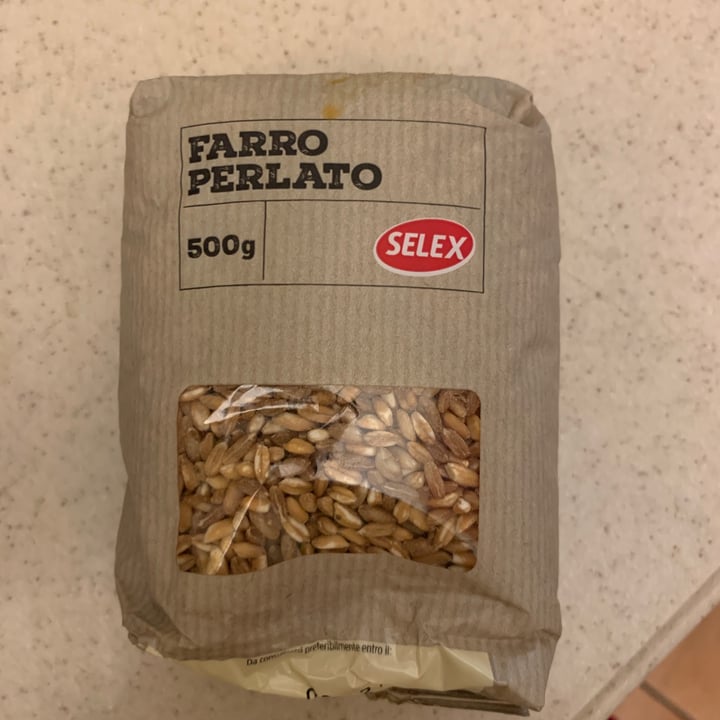 FARRO
PERLATO
500g
SELEX
Da consumarsi preferibilmente entro il: